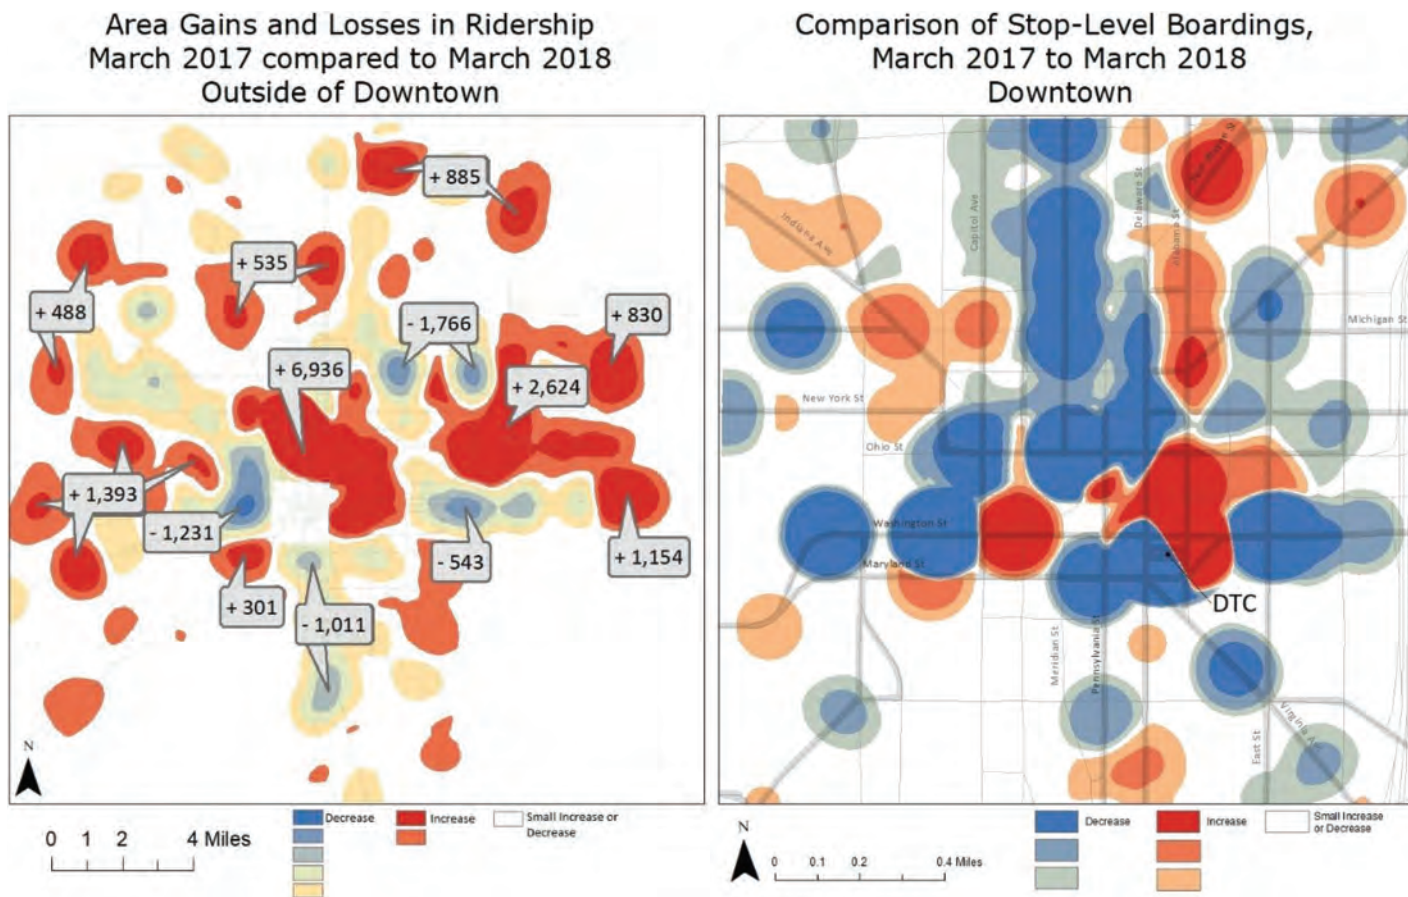 Area Gains and Losses in Ridership
March 2017 compared to March 2018
Outside of Downtown
+ 885
+ 535
+ 488
- 1,766
+ 830
+ 6,936
+ 2,624
+ 1,393
- 1,231
- 543
+ 1,154
+ 301
- 1,011
N
0 1 2 4 Miles
Decrease
Increase
Small Increase or
Decrease
Comparison of Stop-Level Boardings,
March 2017 to March 2018
Downtown
Delaware St
Capitol Ave
Alabama St
Indiana Ave
Michigan St
New York St
Ohio St
Washington St
Maryland St
DTC
Meridian St
Pennsylvania St
East St
Virginia Ave
N
0 0.1 0.2 0.4 Miles
Decrease
Increase
Small Increase
or Decrease